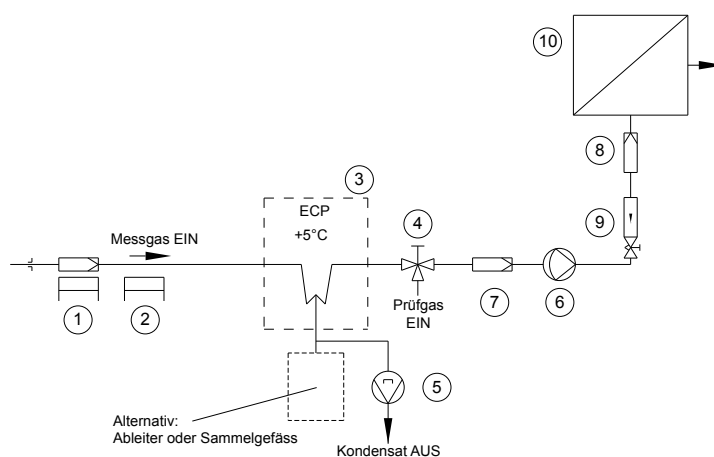 10
8
3
ECP
4
9
+5°C
Messgas EIN
Prüfgas
EIN
7
6
1
2
5
Alternativ:
Ableiter oder Sammelgefäss
Kondensat AUS